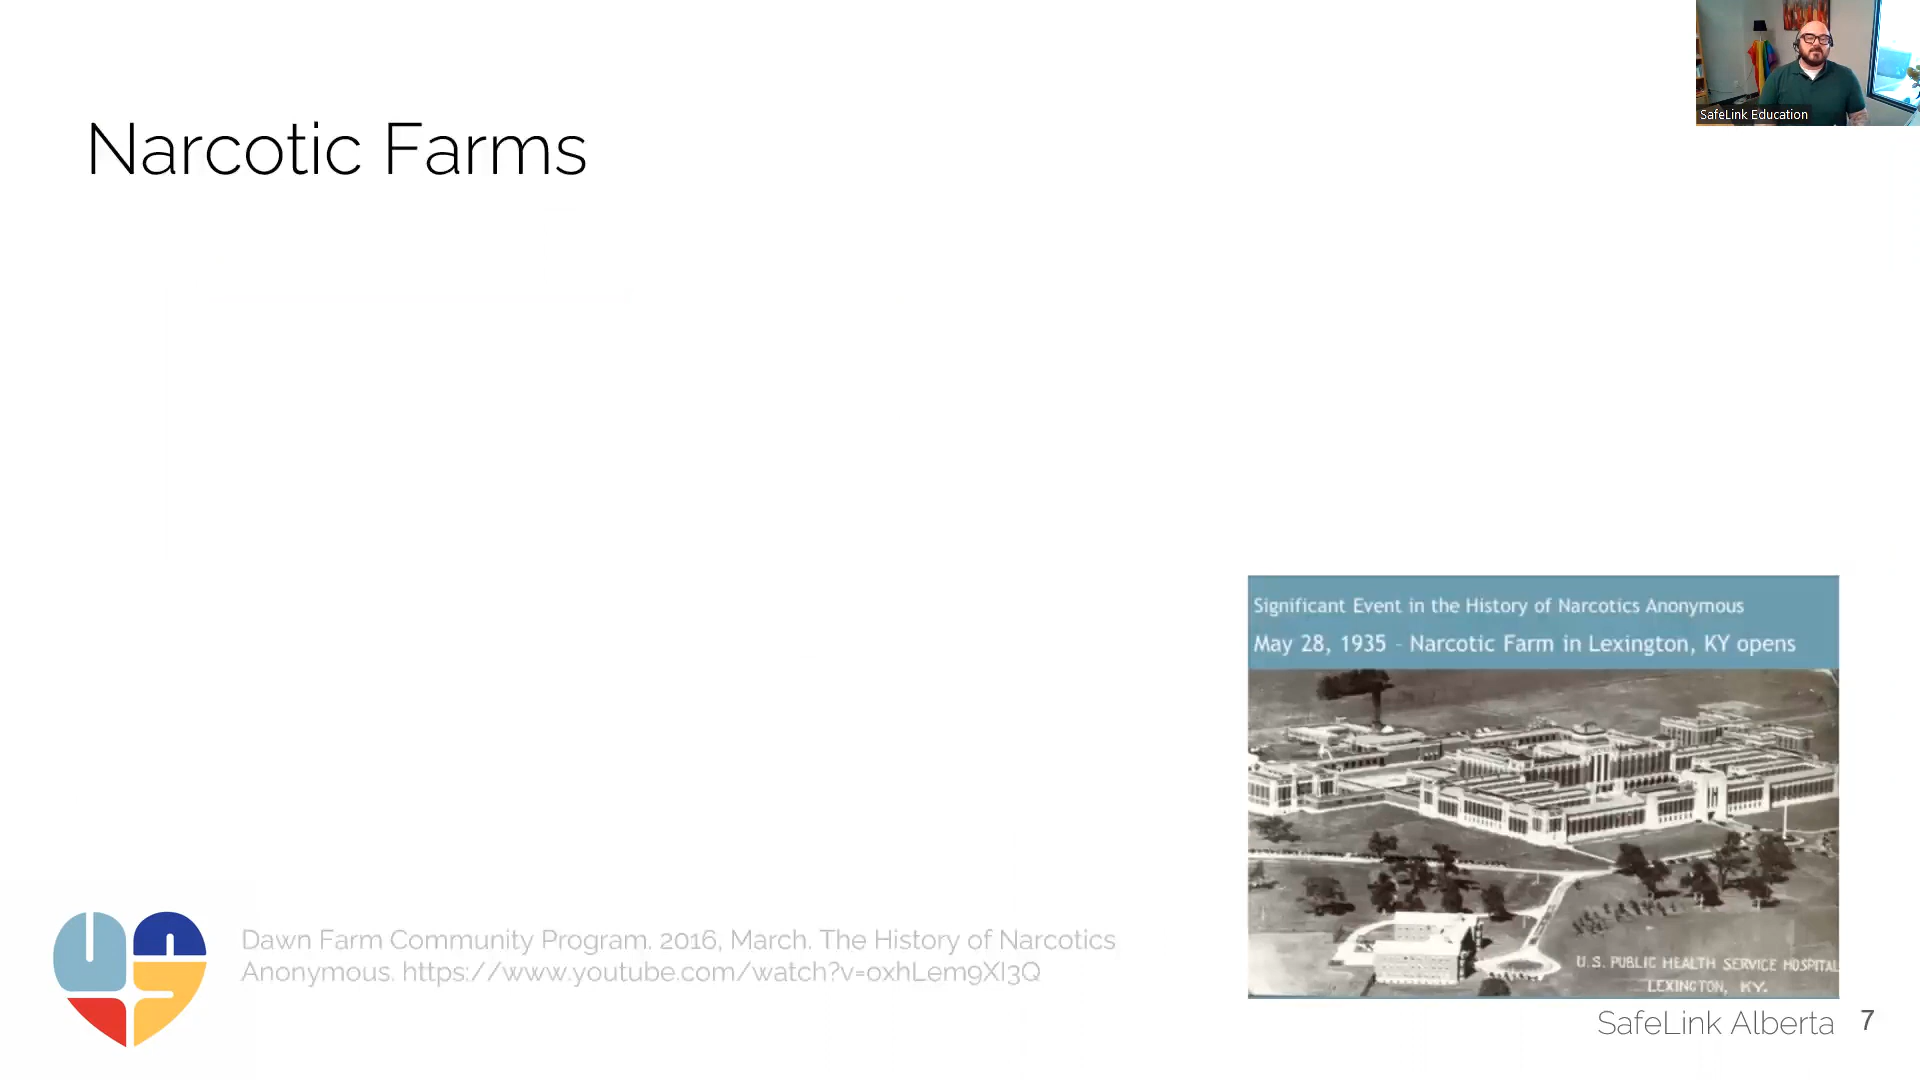 SafeLink Education
Narcotic Farms
Significant Event in the History of Narcotics Anonymous
May 28, 1935 - Narcotic Farm in Lexington, KY opens
U.S. PUBLIC HEALTH SERVICE HOSPITAL
LEXINGTON, KY.
Dawn Farm Community Program. 2016, March. The History of Narcotics
Anonymous. https://www.youtube.com/watch?v=oxhLem9XI3Q
SafeLink Alberta 7